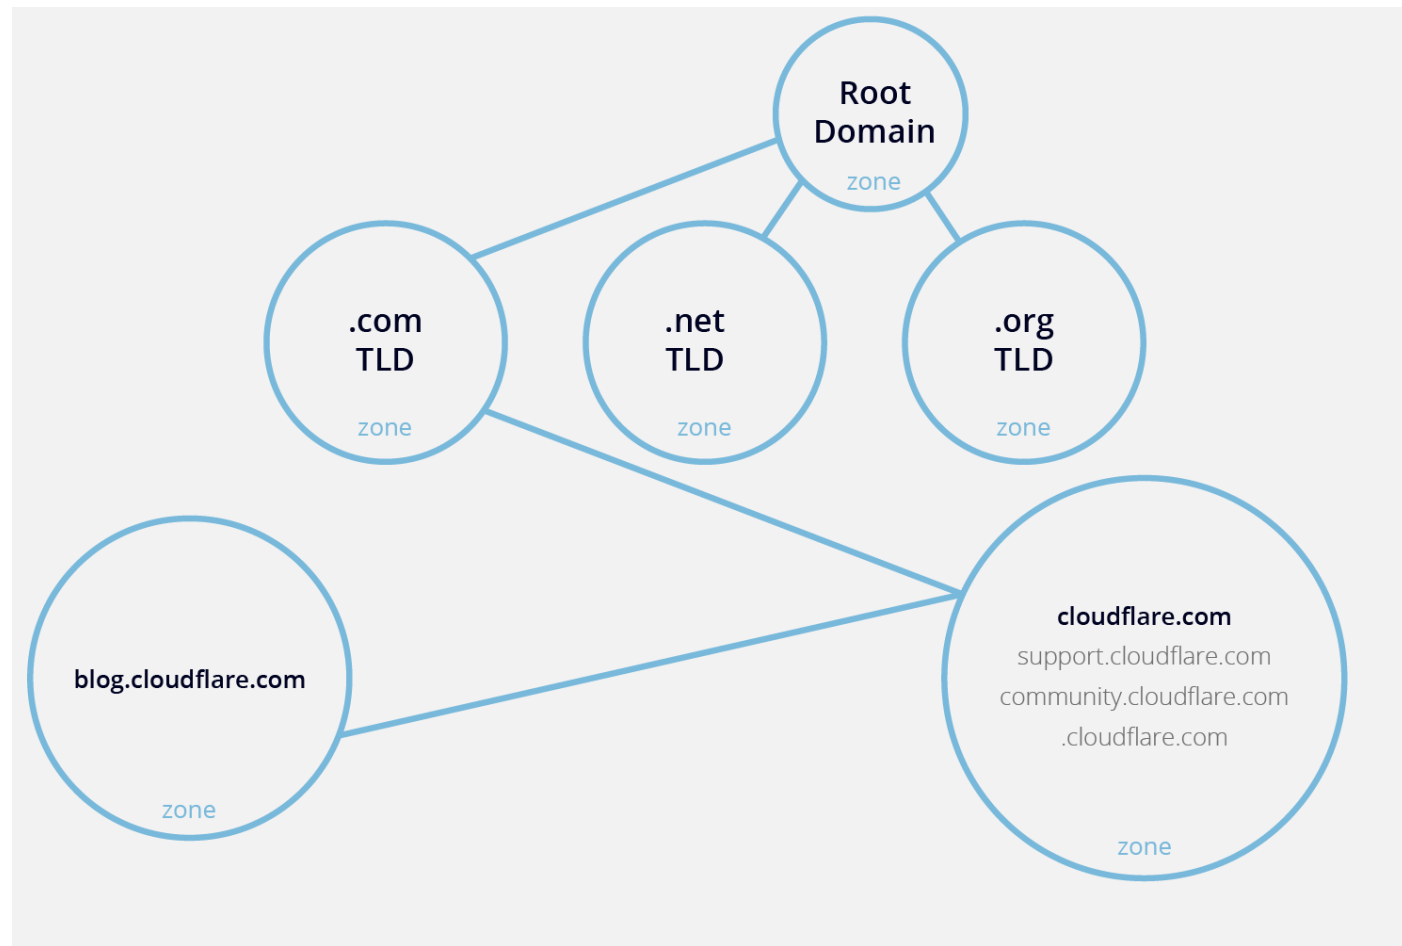 Root
Domain
zone
.com
TLD
zone
.net
TLD
zone
.org
TLD
zone
blog.cloudflare.com
zone
cloudflare.com
support.cloudflare.com
community.cloudflare.com
.cloudflare.com
zone